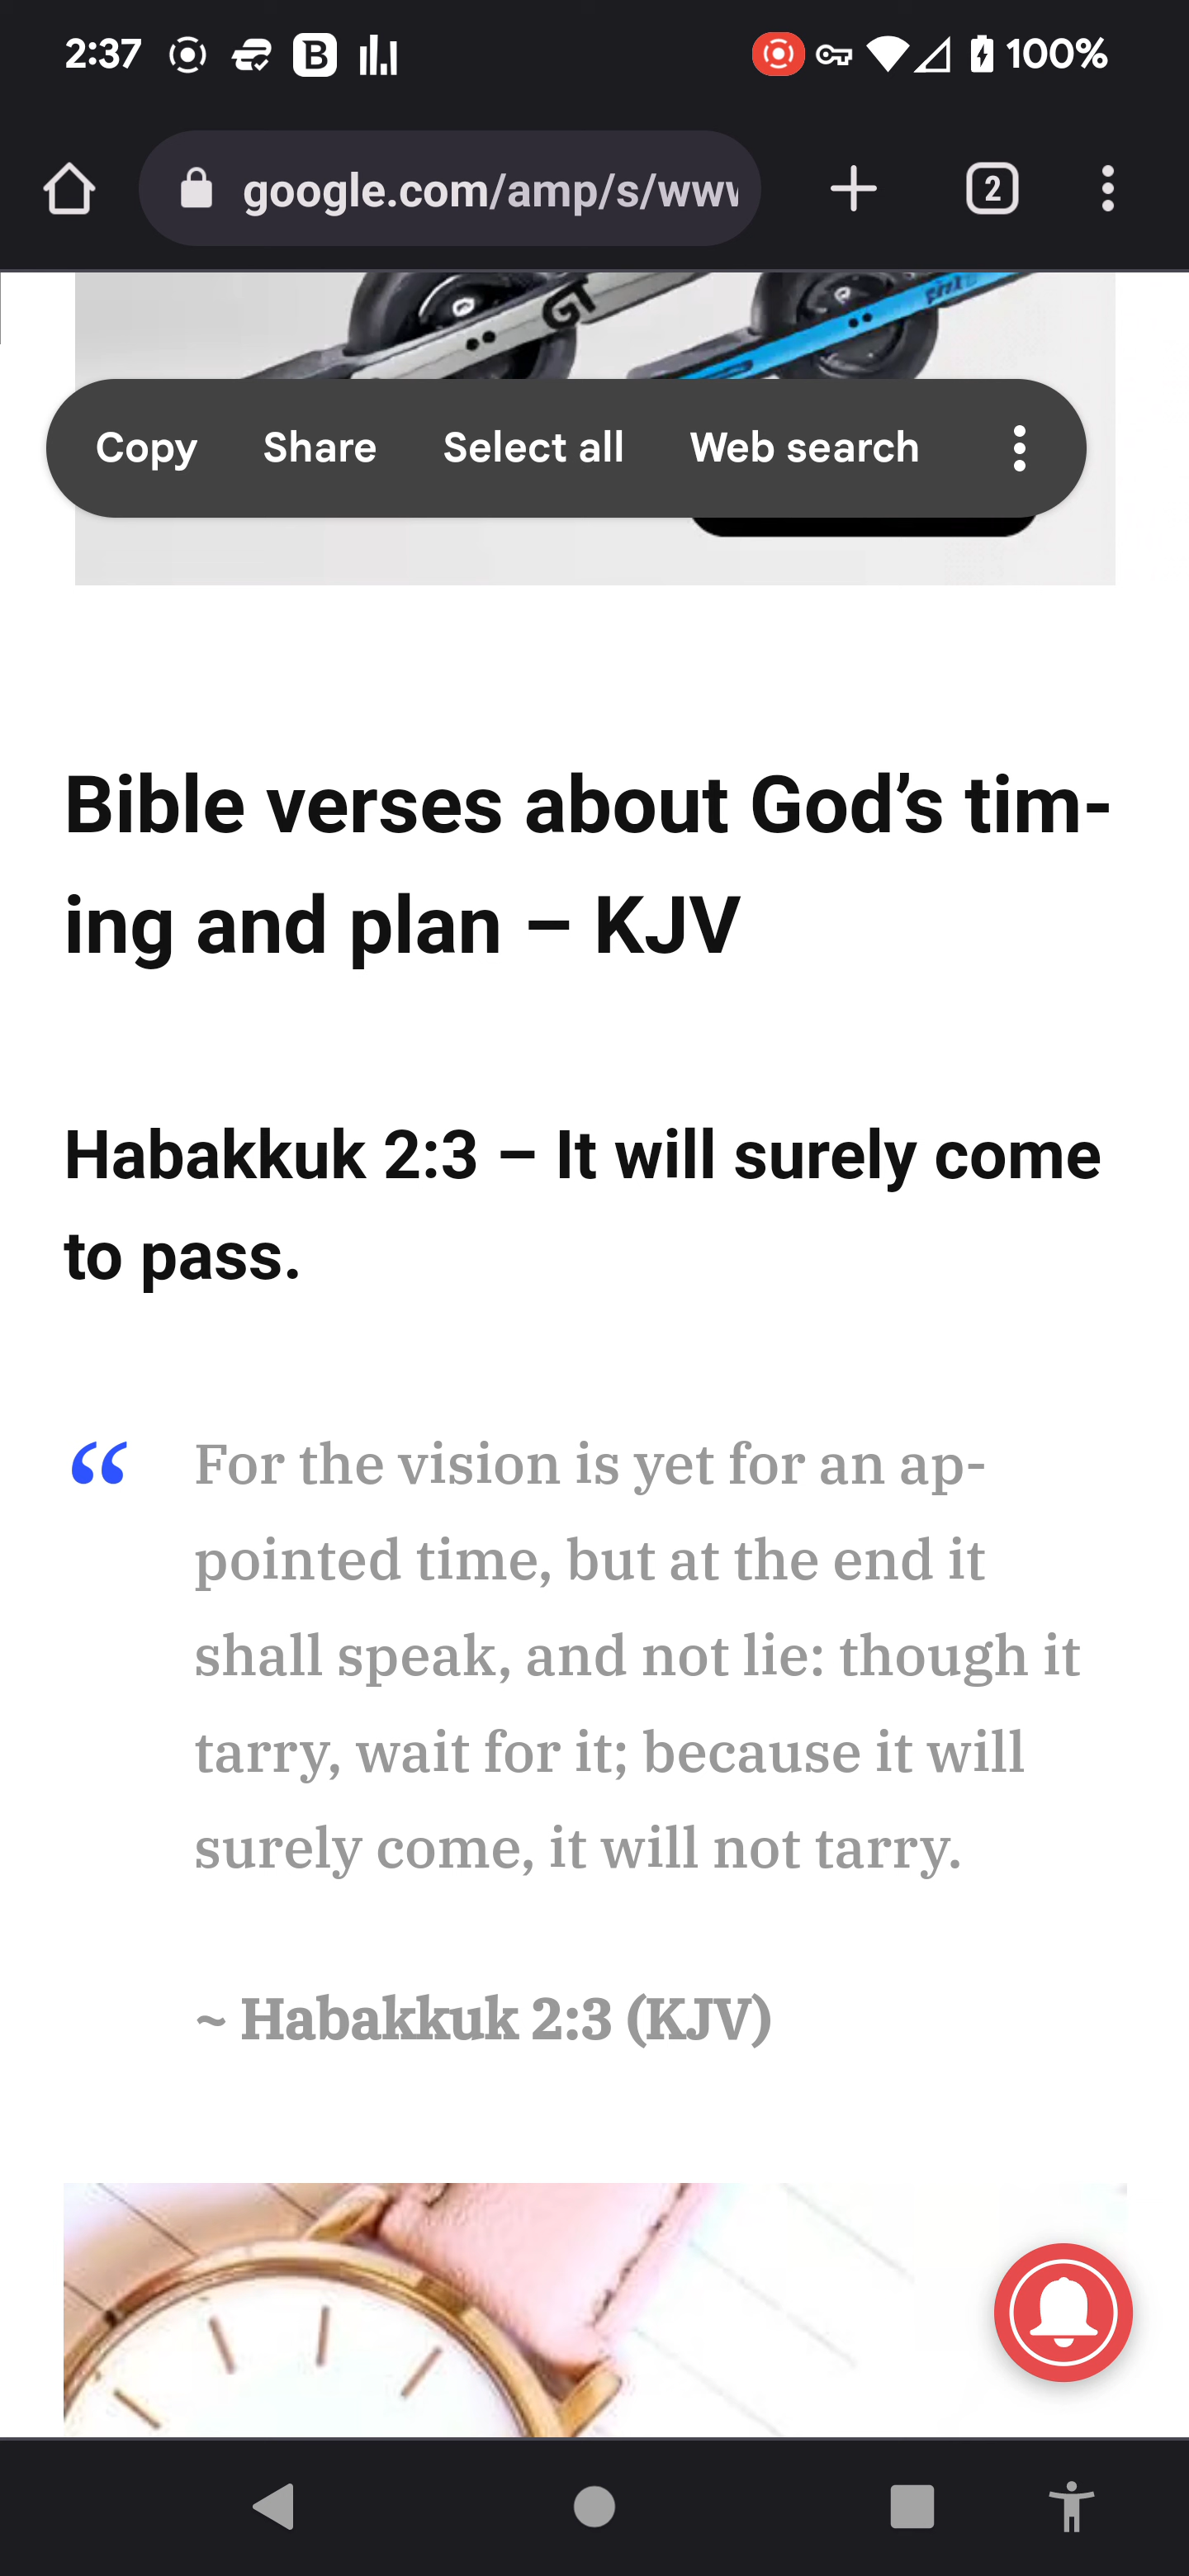 2:37
B
100%
google.com/amp/s/www
2
GT
Copy Share Select all Web search
Bible verses about God’s tim-
ing and plan – KJV
Habakkuk 2:3 – It will surely come
to pass.
“ For the vision is yet for an ap-
pointed time, but at the end it
shall speak, and not lie: though it
tarry, wait for it; because it will
surely come, it will not tarry.
~ Habakkuk 2:3 (KJV)